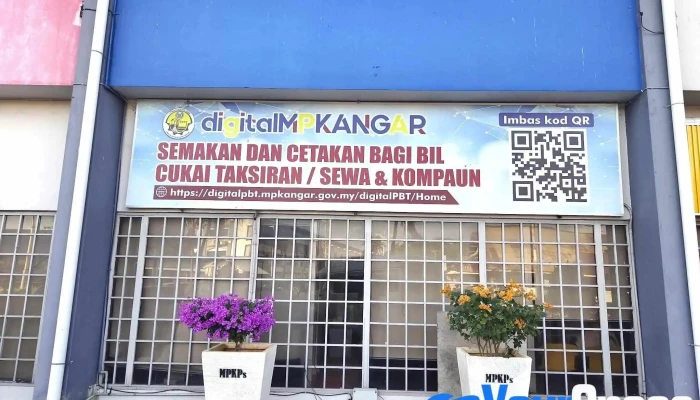 digitalMPKANGAR
Imbas kod QR
SEMAKAN DAN CETAKAN BAGI BIL
CUKAI TAKSIRAN / SEWA & KOMPAUN
https://digitalpbt.mpkangar.gov.my/digitalPBT/Home
MPKPs
MPKPs